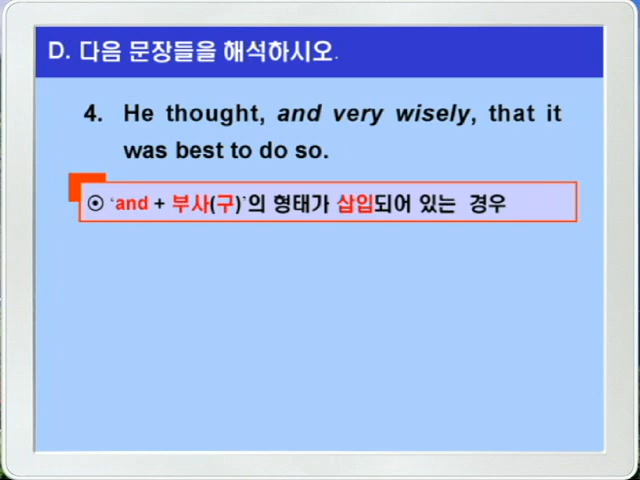 D. 다음 문장들을 해석하시오.
4. He thought, and very wisely, that it
was best to do so.
⊙ ‘and + 부사(구)’의 형태가 삽입되어 있는 경우